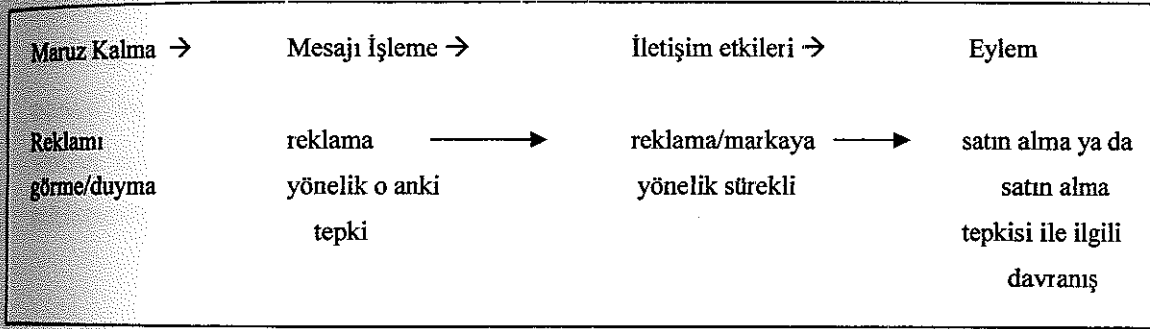 Maruz Kalma → Mesajı İşleme → İletişim etkileri → Eylem
Reklamı reklama → reklama/markaya → satın alma ya da
görme/duyma yönelik o anki yönelik sürekli satın alma
tepki tepkisi ile ilgili
davranış